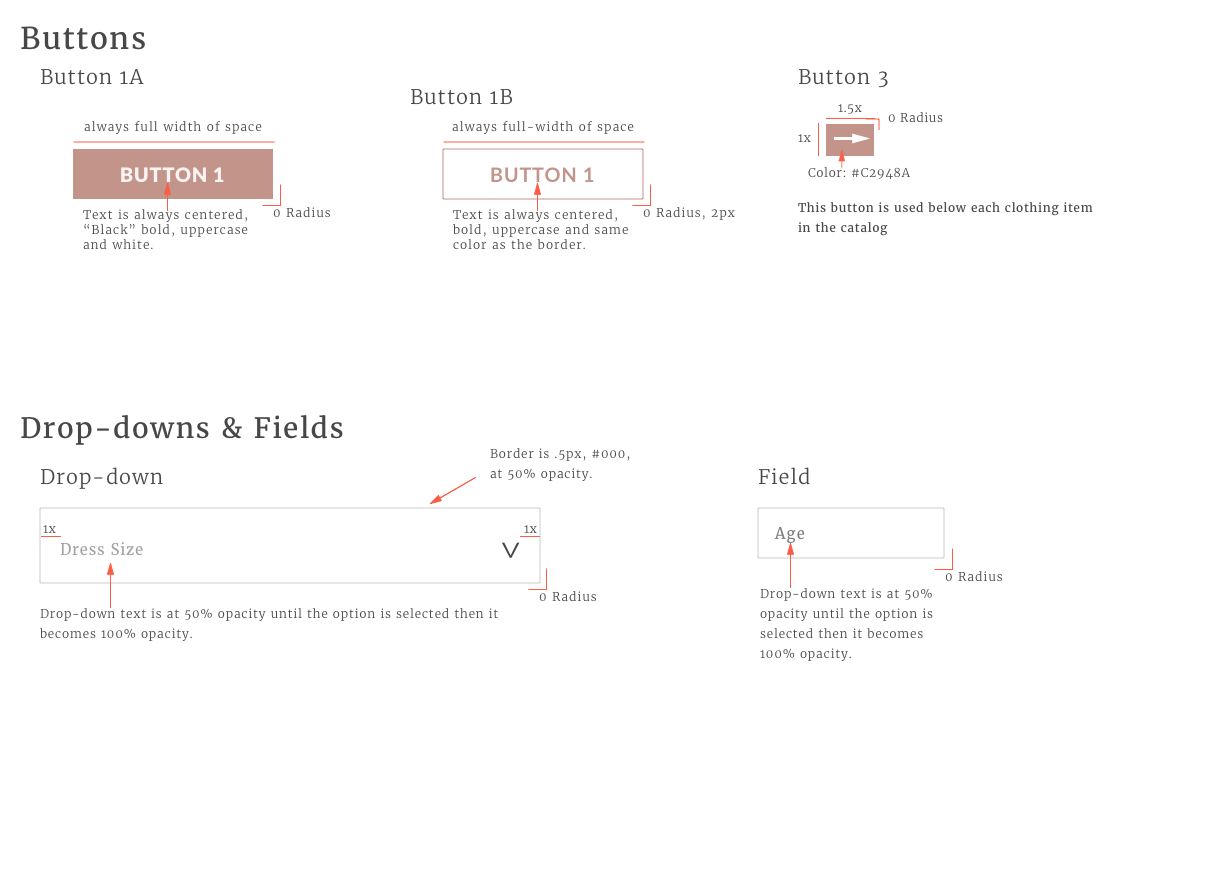 Buttons
Button 1A
always full width of space
BUTTON 1
0 Radius
Text is always centered,
“Black” bold, uppercase
and white.
Button 1B
always full-width of space
BUTTON 1
0 Radius, 2px
Text is always centered,
bold, uppercase and same
color as the border.
Button 3
1.5x
0 Radius
1x
Color: #C2948A
This button is used below each clothing item
in the catalog
Drop-downs & Fields
Drop-down
Border is .5px, #000,
at 50% opacity.
1x
1x
Dress Size
0 Radius
Drop-down text is at 50% opacity until the option is selected then it
becomes 100% opacity.
Field
Age
0 Radius
Drop-down text is at 50%
opacity until the option is
selected then it becomes
100% opacity.